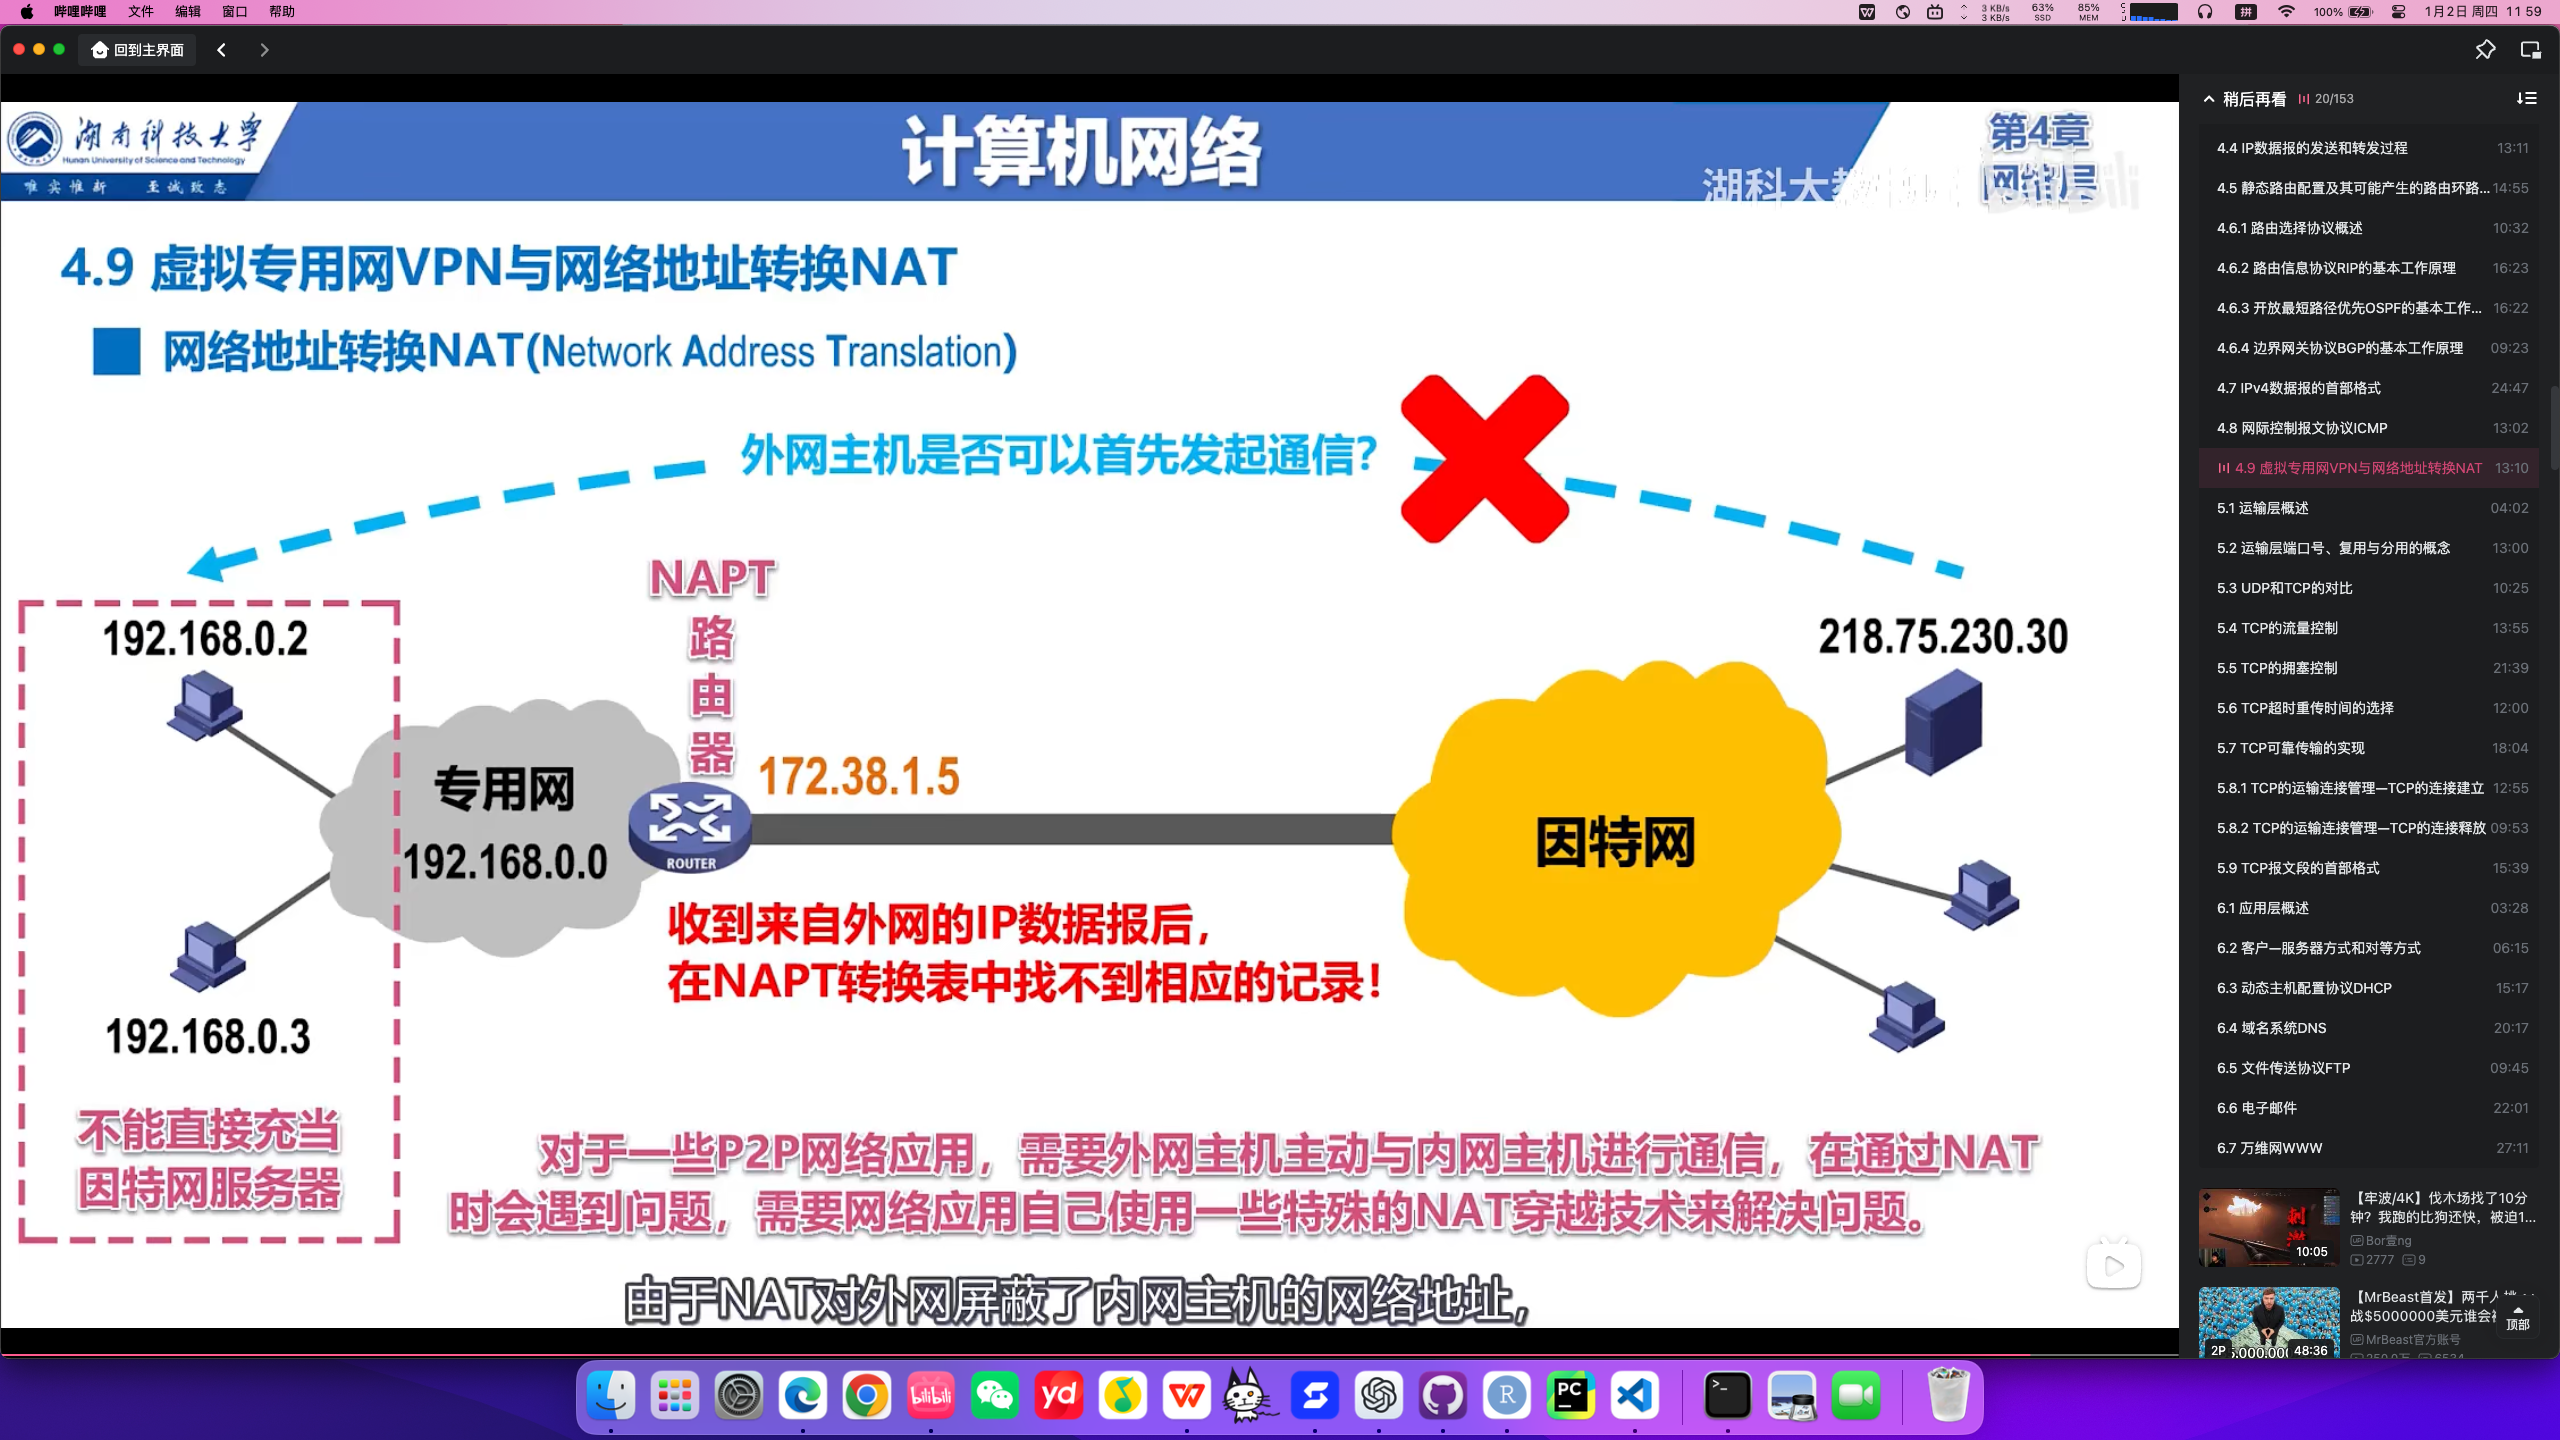 哔哩哔哩 文件 编辑 窗口 帮助
3 KB/s
3 KB/s
63%
SSD
85%
MEM
拼
100%
1月2日 周四 11 59
回到主界面
湖南科技大学
Hunan University of Science and Technology
唯实惟新 至诚致志
计算机网络
第4章
网络层
4.9 虚拟专用网VPN与网络地址转换NAT
网络地址转换NAT(Network Address Translation)
外网主机是否可以首先发起通信？
NAPT
路
由
器
192.168.0.2
218.75.230.30
172.38.1.5
专用网
192.168.0.0
ROUTER
因特网
收到来自外网的IP数据报后，
在NAPT转换表中找不到相应的记录！
192.168.0.3
不能直接充当
因特网服务器
对于一些P2P网络应用，需要外网主机主动与内网主机进行通信，在通过NAT
时会遇到问题，需要网络应用自己使用一些特殊的NAT穿越技术来解决问题。
由于NAT对外网屏蔽了内网主机的网络地址，
稍后再看 20/153
4.4 IP数据报的发送和转发过程 13:11
4.5 静态路由配置及其可能产生的路由环路... 14:55
4.6.1 路由选择协议概述 10:32
4.6.2 路由信息协议RIP的基本工作原理 16:23
4.6.3 开放最短路径优先OSPF的基本工作... 16:22
4.6.4 边界网关协议BGP的基本工作原理 09:23
4.7 IPv4数据报的首部格式 24:47
4.8 网际控制报文协议ICMP 13:02
4.9 虚拟专用网VPN与网络地址转换NAT 13:10
5.1 运输层概述 04:02
5.2 运输层端口号、复用与分用的概念 13:00
5.3 UDP和TCP的对比 10:25
5.4 TCP的流量控制 13:55
5.5 TCP的拥塞控制 21:39
5.6 TCP超时重传时间的选择 12:00
5.7 TCP可靠传输的实现 18:04
5.8.1 TCP的运输连接管理—TCP的连接建立 12:55
5.8.2 TCP的运输连接管理—TCP的连接释放 09:53
5.9 TCP报文段的首部格式 15:39
6.1 应用层概述 03:28
6.2 客户—服务器方式和对等方式 06:15
6.3 动态主机配置协议DHCP 15:17
6.4 域名系统DNS 20:17
6.5 文件传送协议FTP 09:45
6.6 电子邮件 22:01
6.7 万维网WWW 27:11
【牢波/4K】伐木场找了10分
钟？我跑的比狗还快，被迫1...
Bor壹ng
2777 9
10:05
【MrBeast首发】两千人
战$5000000美元谁会
MrBeast官方账号
2P
48:36
顶部
bilibili
yd
PC
R